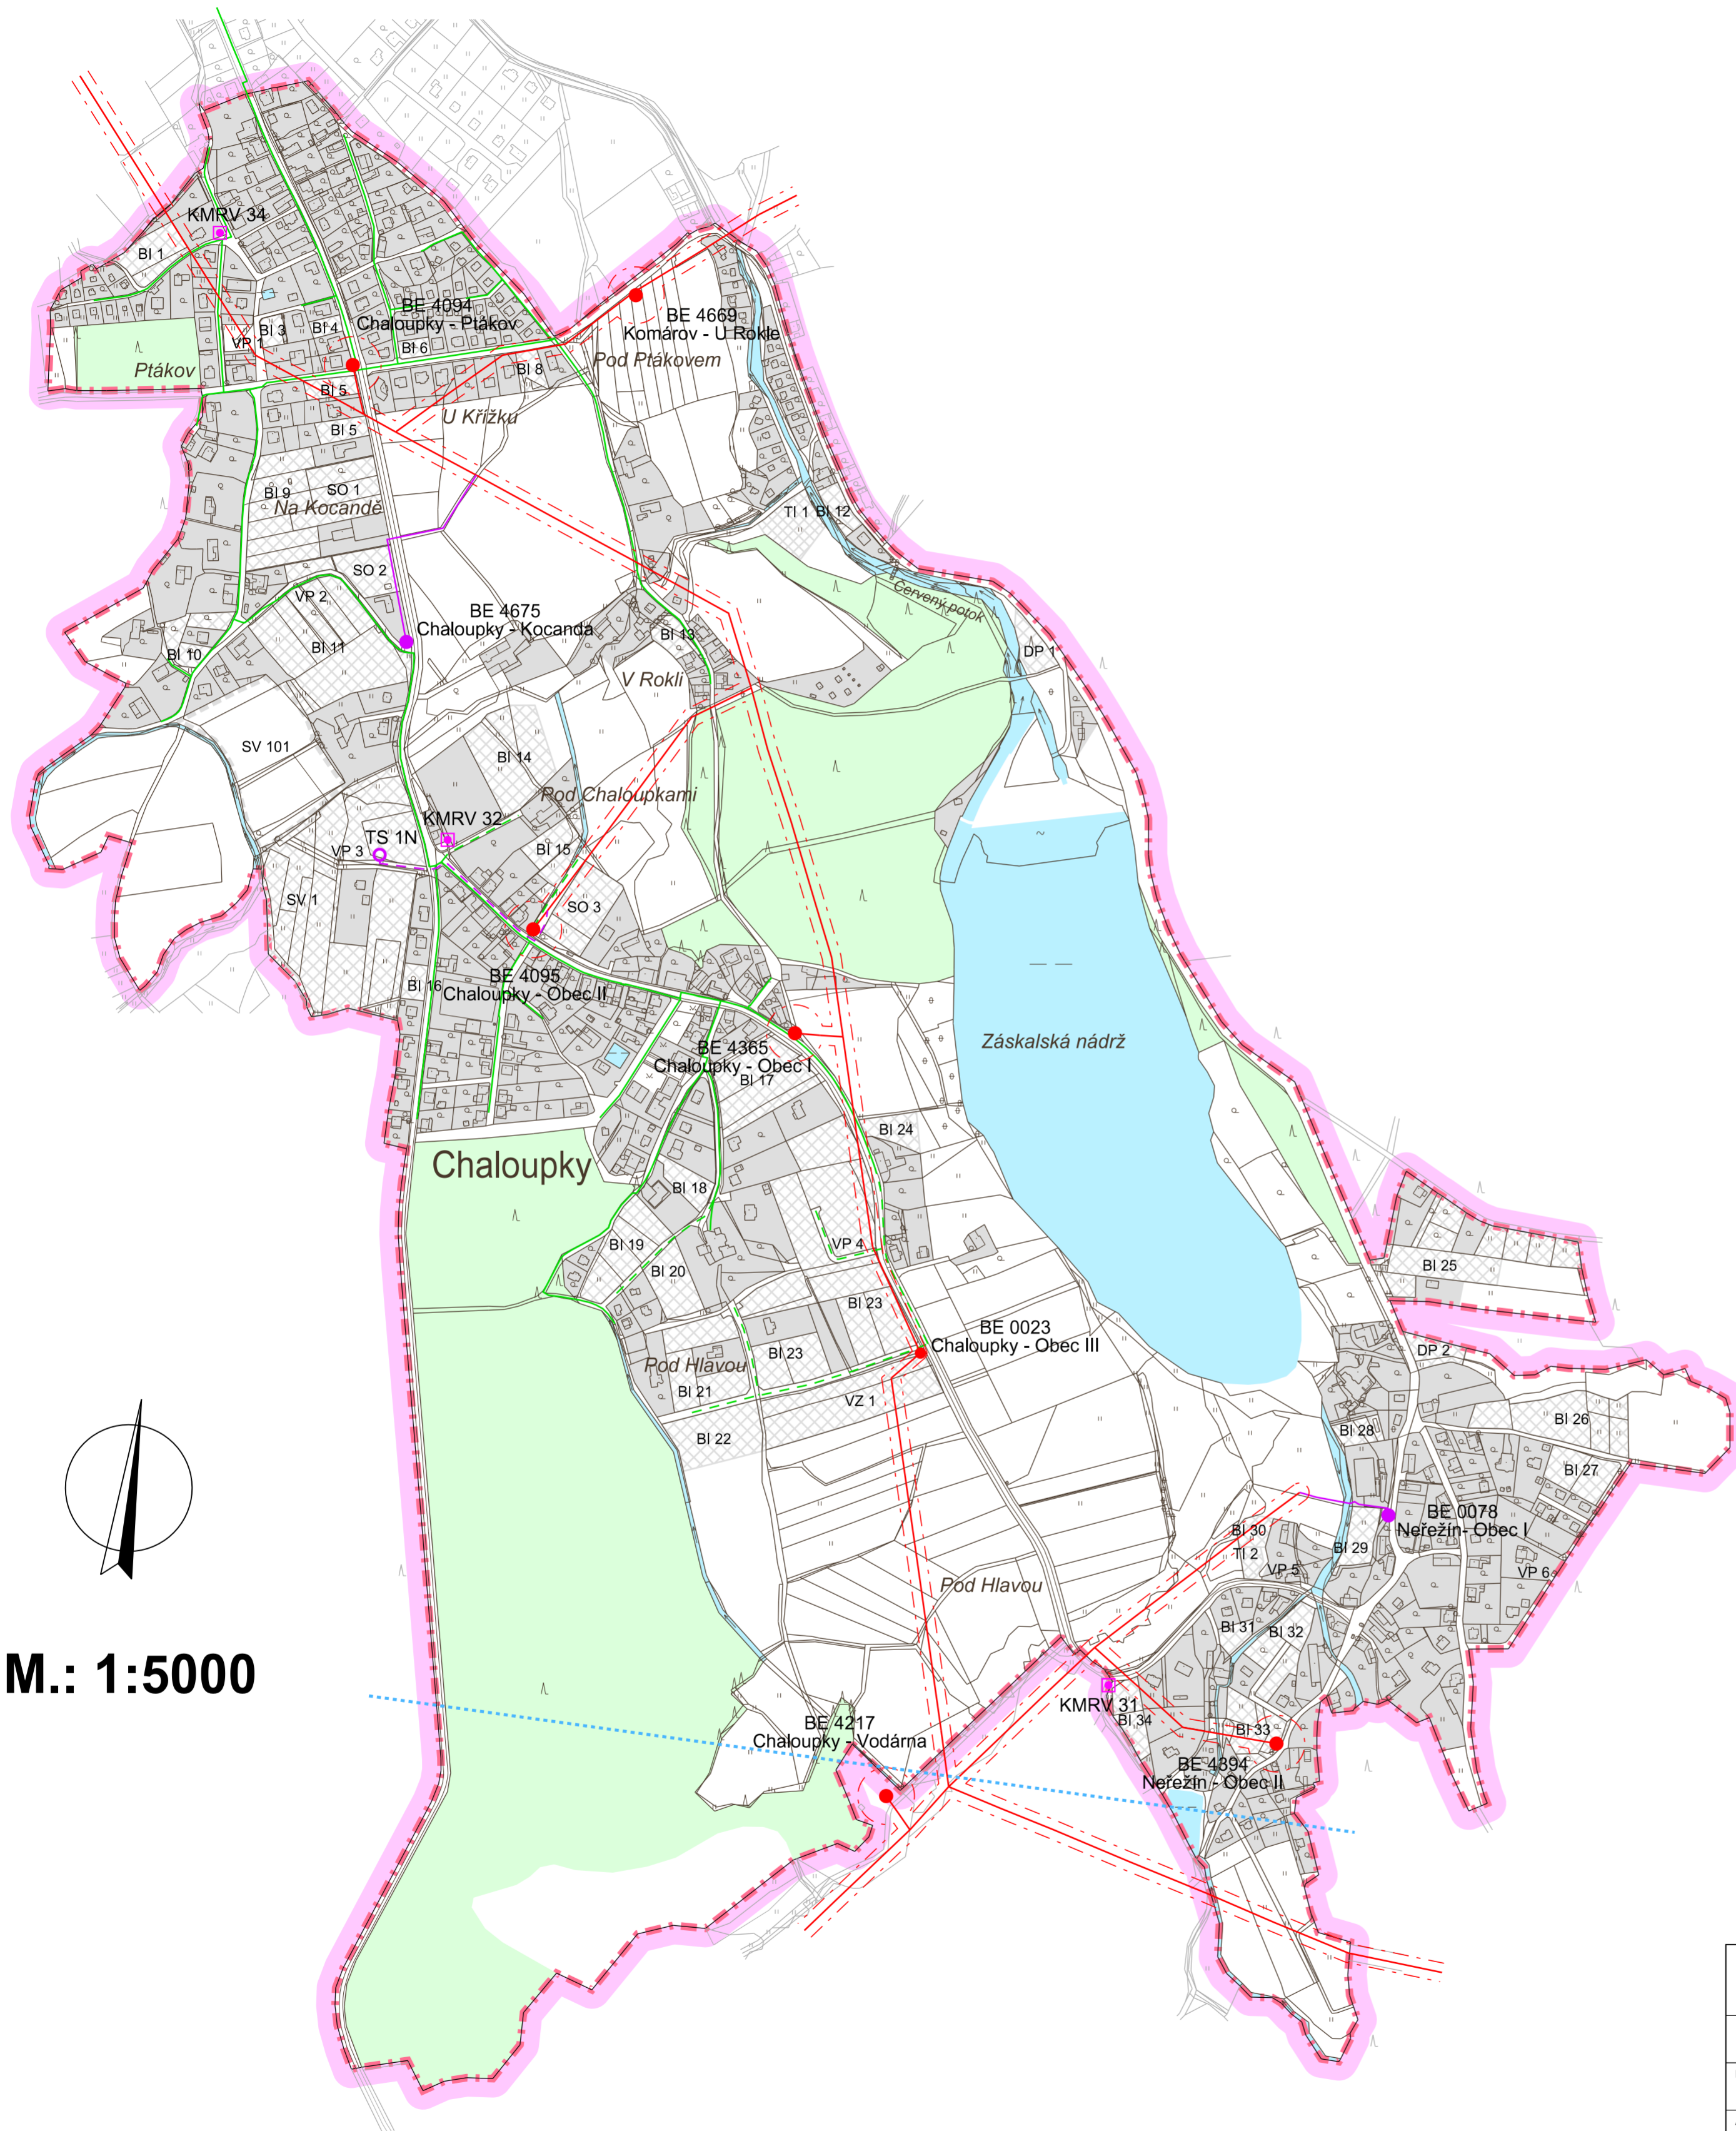 KMRV 34
BI 1
BE 4094
Chaloupky - Ptákov
BE 4669
Komárov - U Rokle
BI 3
BI 4
VP 1
BI 6
Ptákov
Pod Ptákovem
BI 8
BI 5
U Křížku
BI 5
BI 9
SO 1
Na Kocandě
TI 1
BI 12
SO 2
Červený potok
VP 2
BE 4675
Chaloupky - Kocanda
BI 13
BI 11
BI 10
DP 1
V Rokli
SV 101
BI 14
Pod Chaloupkami
KMRV 32
TS 1N
VP 3
BI 15
SV 1
SO 3
BI 16
BE 4095
Chaloupky - Obec II
Záskalská nádrž
BE 4365
Chaloupky - Obec I
BI 17
BI 24
Chaloupky
BI 18
BI 19
VP 4
BI 20
BI 25
BI 23
BE 0023
Chaloupky - Obec III
BI 23
DP 2
Pod Hlavou
BI 21
VZ 1
BI 26
BI 22
BI 28
BI 27
BE 0078
Neřežín- Obec I
BI 30
TI 2
BI 29
VP 5
VP 6
Pod Hlavou
BI 31
BI 32
M.: 1:5000
KMRV 31
BI 34
BE 4217
Chaloupky - Vodárna
BI 33
BE 4394
Neřežín - Obec II